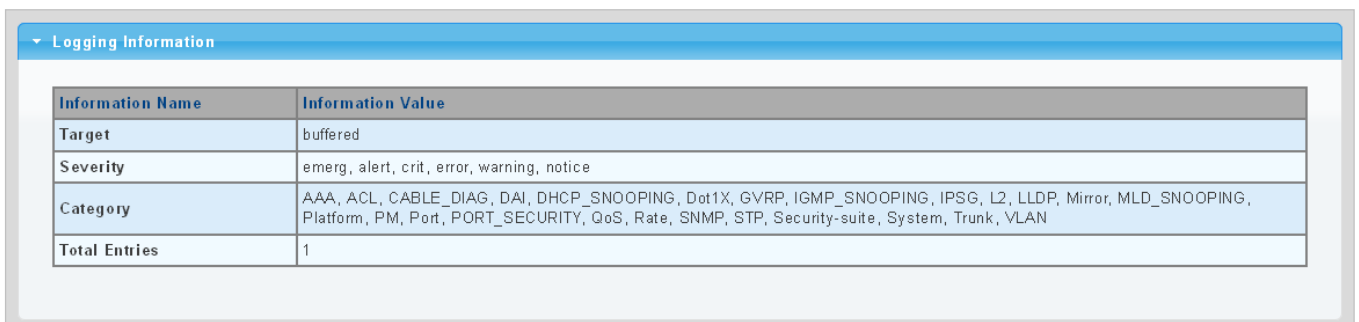 Logging Information
Information Name Information Value
Target buffered
Severity emerg, alert, crit, error, warning, notice
Category AAA, ACL, CABLE_DIAG, DAI, DHCP_SNOOPING, Dot1X, GVRP, IGMP_SNOOPING, IPSG, L2, LLDP, Mirror, MLD_SNOOPING,
Platform, PM, Port, PORT_SECURITY, QoS, Rate, SNMP, STP, Security-suite, System, Trunk, VLAN
Total Entries 1